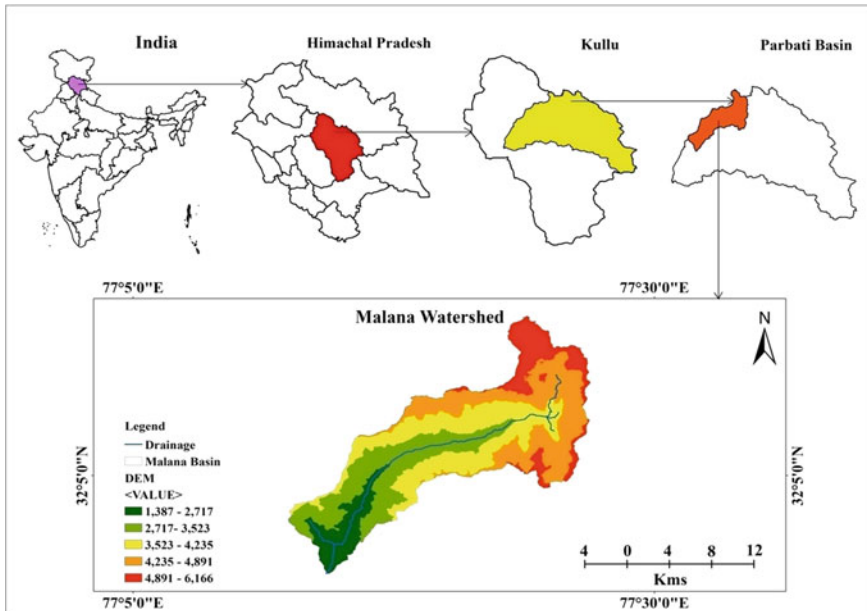 India
Himachal Pradesh
Kullu
Parbati Basin
77°5'0"E
77°30'0"E
Malana Watershed
N
Legend
Drainage
Malana Basin
DEM
<VALUE>
1,387 - 2,717
2,717- 3,523
3,523 - 4,235
4,235 - 4,891
4,891 - 6,166
32°5'0"N
32°5'0"N
4 0 4 8 12
Kms
77°5'0"E
77°30'0"E